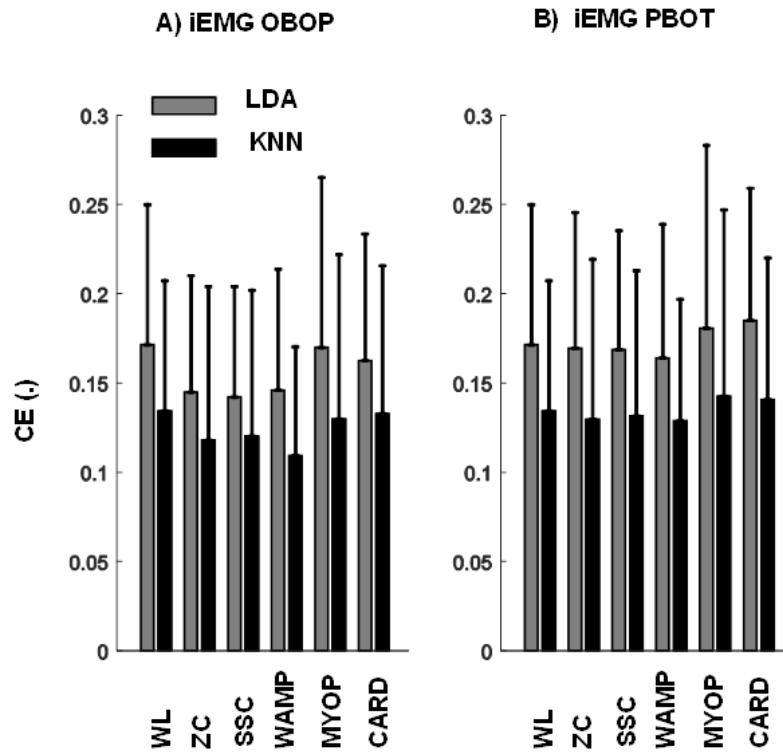 A) iEMG OBOP
B) iEMG PBOT
LDA
KNN
CE (.)
0.3
0.25
0.2
0.15
0.1
0.05
0
WL
ZC
SSC
WAMP
MYOP
CARD
0.3
0.25
0.2
0.15
0.1
0.05
0
WL
ZC
SSC
WAMP
MYOP
CARD